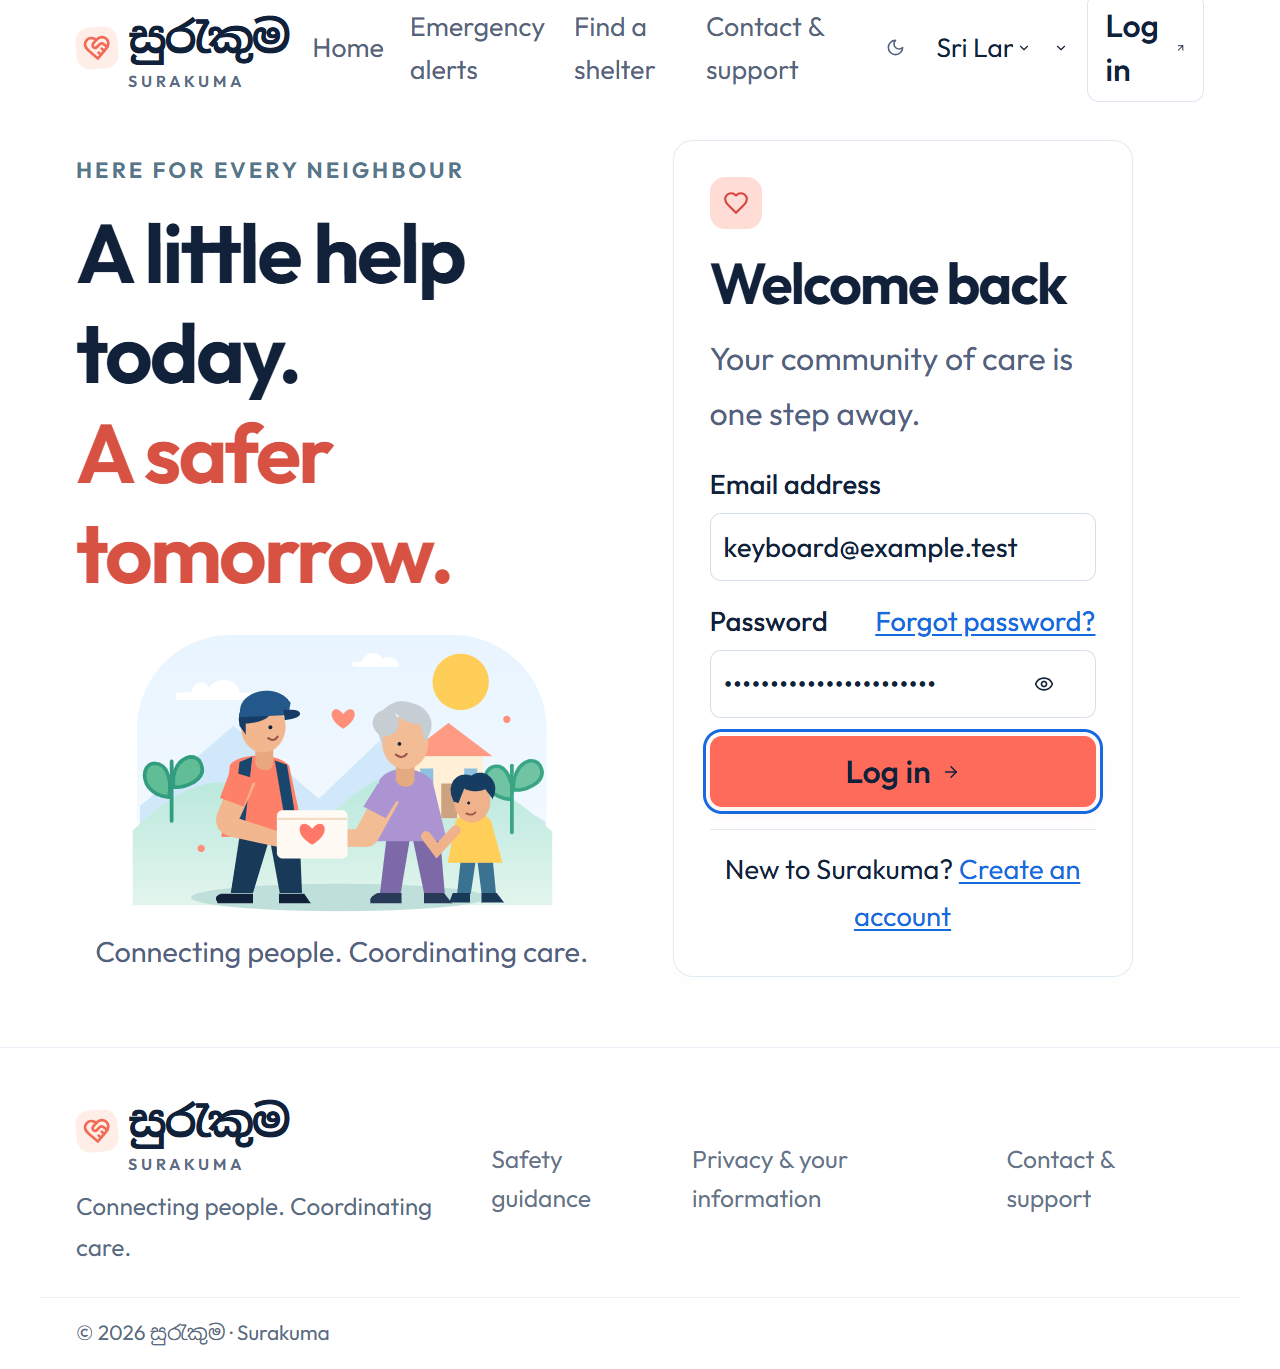 සුරැකුම
SURAKUMA
Home
Emergency
alerts
Find a
shelter
Contact &
support
Sri Lar
Log
in
HERE FOR EVERY NEIGHBOUR
A little help
today.
A safer
tomorrow.
Connecting people. Coordinating care.
Welcome back
Your community of care is
one step away.
Email address
keyboard@example.test
Password Forgot password?
Log in
New to Surakuma? Create an
account
සුරැකුම
SURAKUMA
Connecting people. Coordinating
care.
Safety
guidance
Privacy & your
information
Contact &
support
© 2026 සුරැකුම · Surakuma